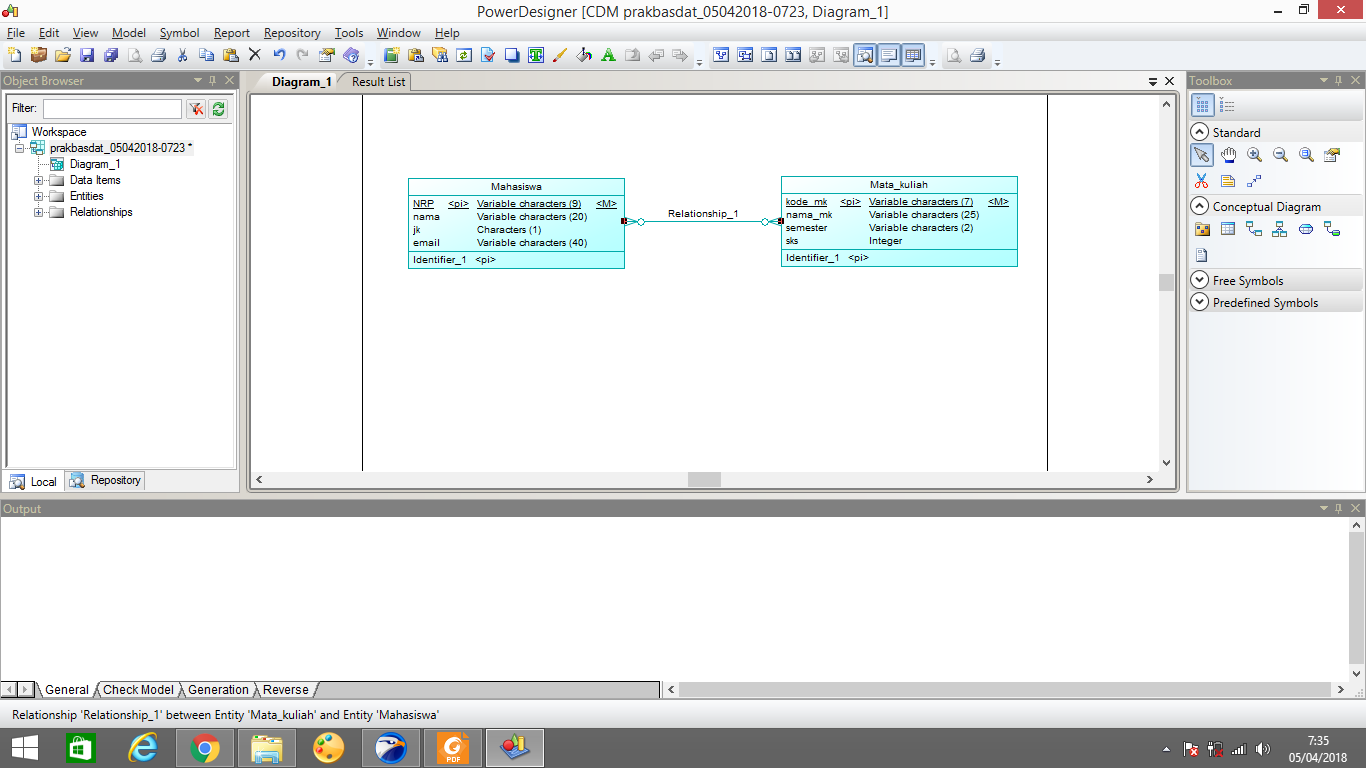 PowerDesigner [CDM prakbasdat_05042018-0723, Diagram_1]
File Edit View Model Symbol Report Repository Tools Window Help
Object Browser
Filter:
Workspace
prakbasdat_05042018-0723 *
Diagram_1
Data Items
Entities
Relationships
Local Repository
Diagram_1 Result List
Mahasiswa
NRP <pi> Variable characters (9) <M>
nama Variable characters (20)
jk Characters (1)
email Variable characters (40)
Identifier_1 <pi>
Relationship_1
Mata_kuliah
kode_mk <pi> Variable characters (7) <M>
nama_mk Variable characters (25)
semester Variable characters (2)
sks Integer
Identifier_1 <pi>
Toolbox
Standard
Conceptual Diagram
Free Symbols
Predefined Symbols
Output
General Check Model Generation Reverse
Relationship 'Relationship_1' between Entity 'Mata_kuliah' and Entity 'Mahasiswa'
PDF
7:35
05/04/2018